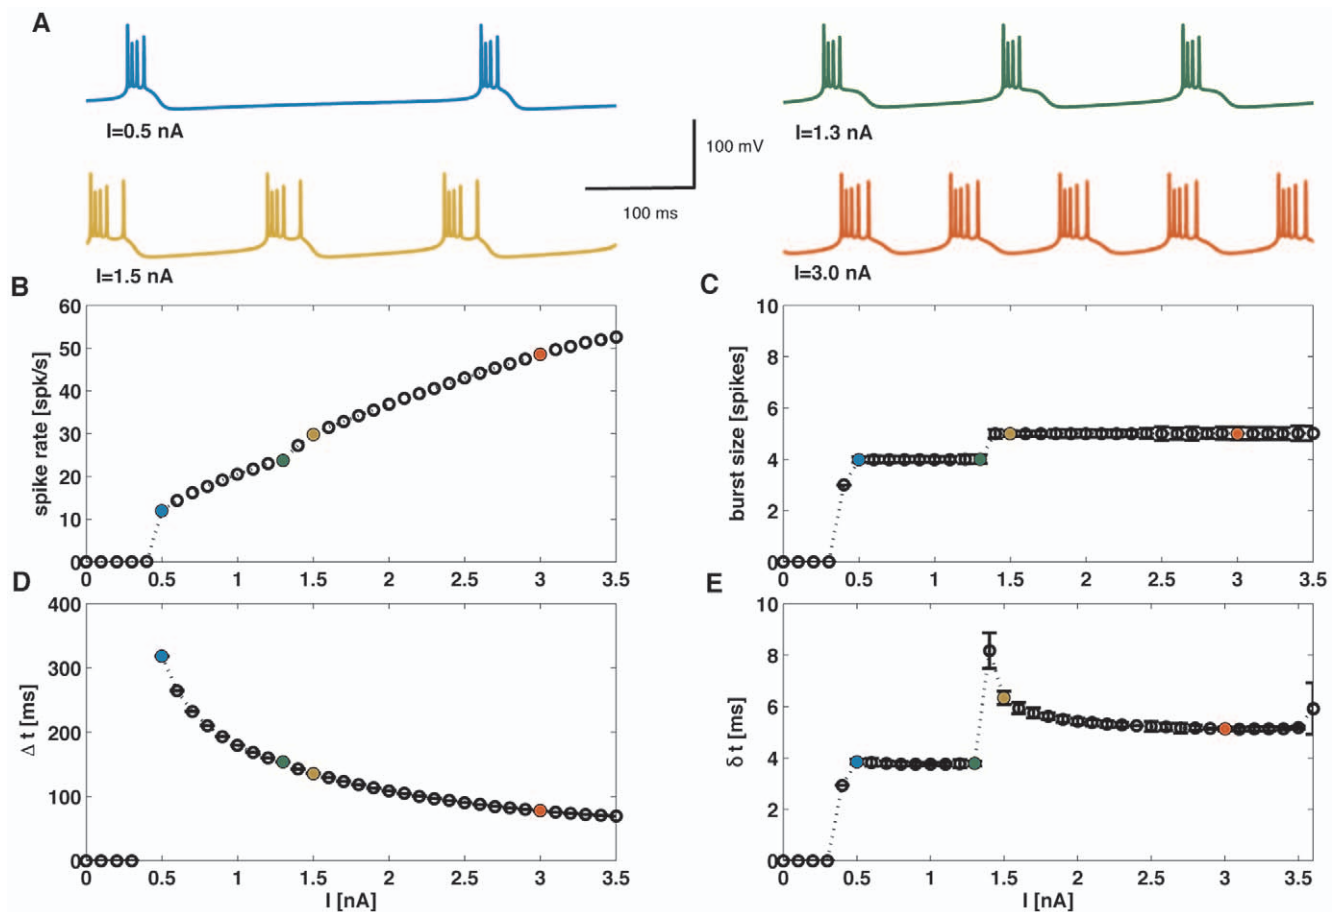 A
I=0.5 nA
I=1.3 nA
100 mV
100 ms
I=1.5 nA
I=3.0 nA
B
60
50
40
30
20
10
0
spike rate [spk/s]
0 0.5 1 1.5 2 2.5 3 3.5
C
10
8
6
4
2
0
burst size [spikes]
0 0.5 1 1.5 2 2.5 3 3.5
D
400
300
200
100
0
Δ t [ms]
0 0.5 1 1.5 2 2.5 3 3.5
I [nA]
E
10
8
6
4
2
0
δ t [ms]
0 0.5 1 1.5 2 2.5 3 3.5
I [nA]